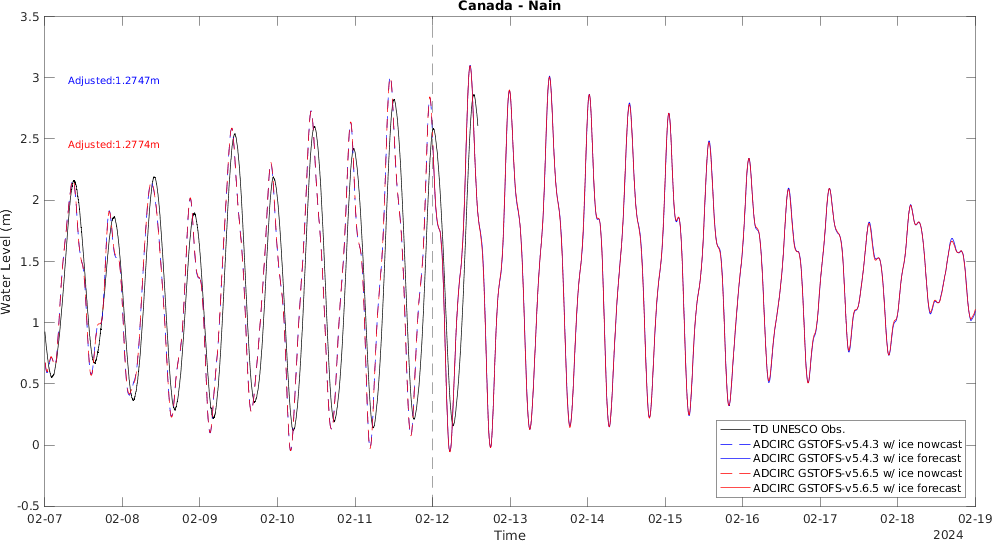 Canada - Nain
3.5
3
2.5
2
1.5
1
0.5
0
-0.5
Water Level (m)
Adjusted:1.2747m
Adjusted:1.2774m
TD UNESCO Obs.
ADCIRC GSTOFS-v5.4.3 w/ ice nowcast
ADCIRC GSTOFS-v5.4.3 w/ ice forecast
ADCIRC GSTOFS-v5.6.5 w/ ice nowcast
ADCIRC GSTOFS-v5.6.5 w/ ice forecast
02-07 02-08 02-09 02-10 02-11 02-12 02-13 02-14 02-15 02-16 02-17 02-18 02-19
Time
2024